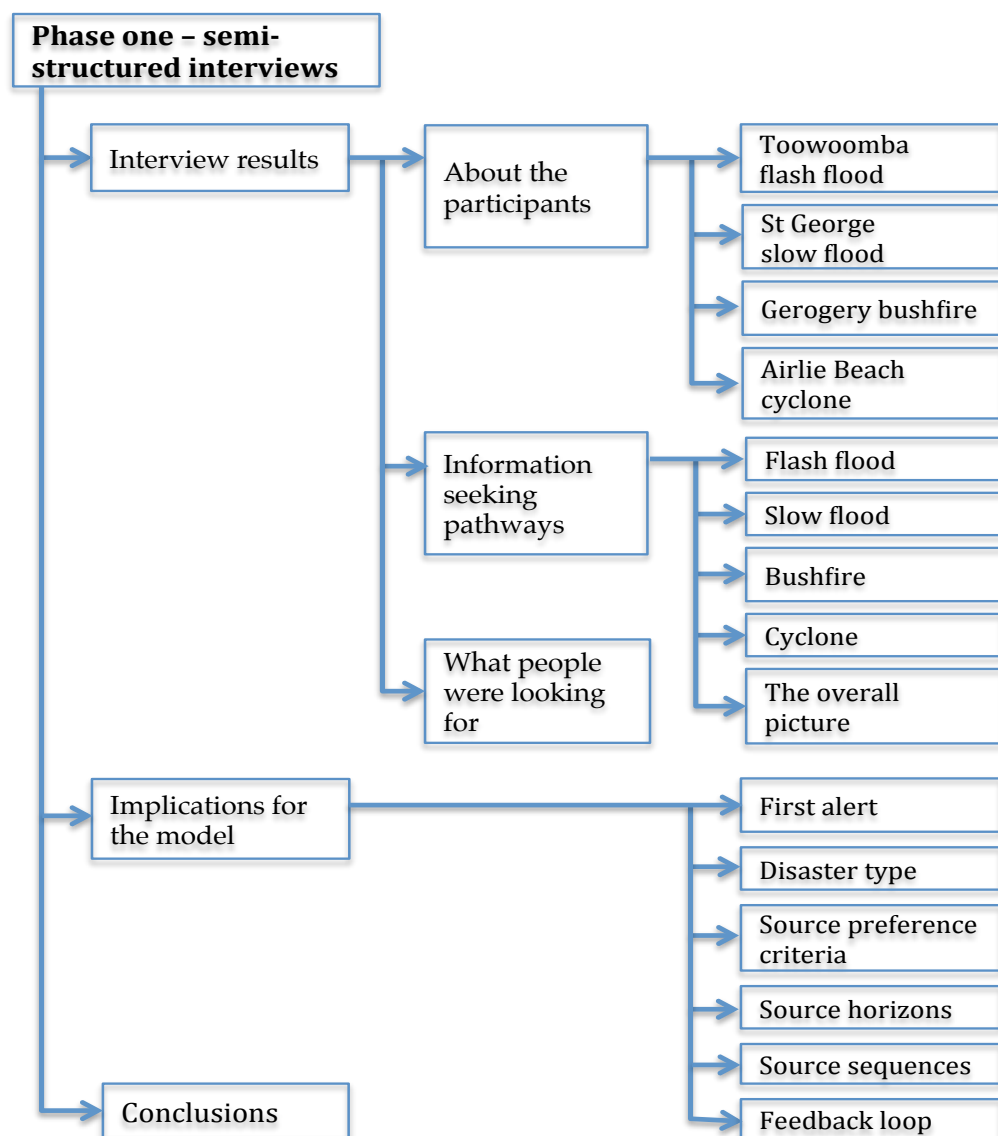 Phase one – semi-
structured interviews
Interview results
About the
participants
Toowoomba
flash flood
St George
slow flood
Gerogery bushfire
Airlie Beach
cyclone
Information
seeking
pathways
Flash flood
Slow flood
Bushfire
Cyclone
The overall
picture
What people
were looking
for
Implications for
the model
First alert
Disaster type
Source preference
criteria
Source horizons
Source sequences
Feedback loop
Conclusions